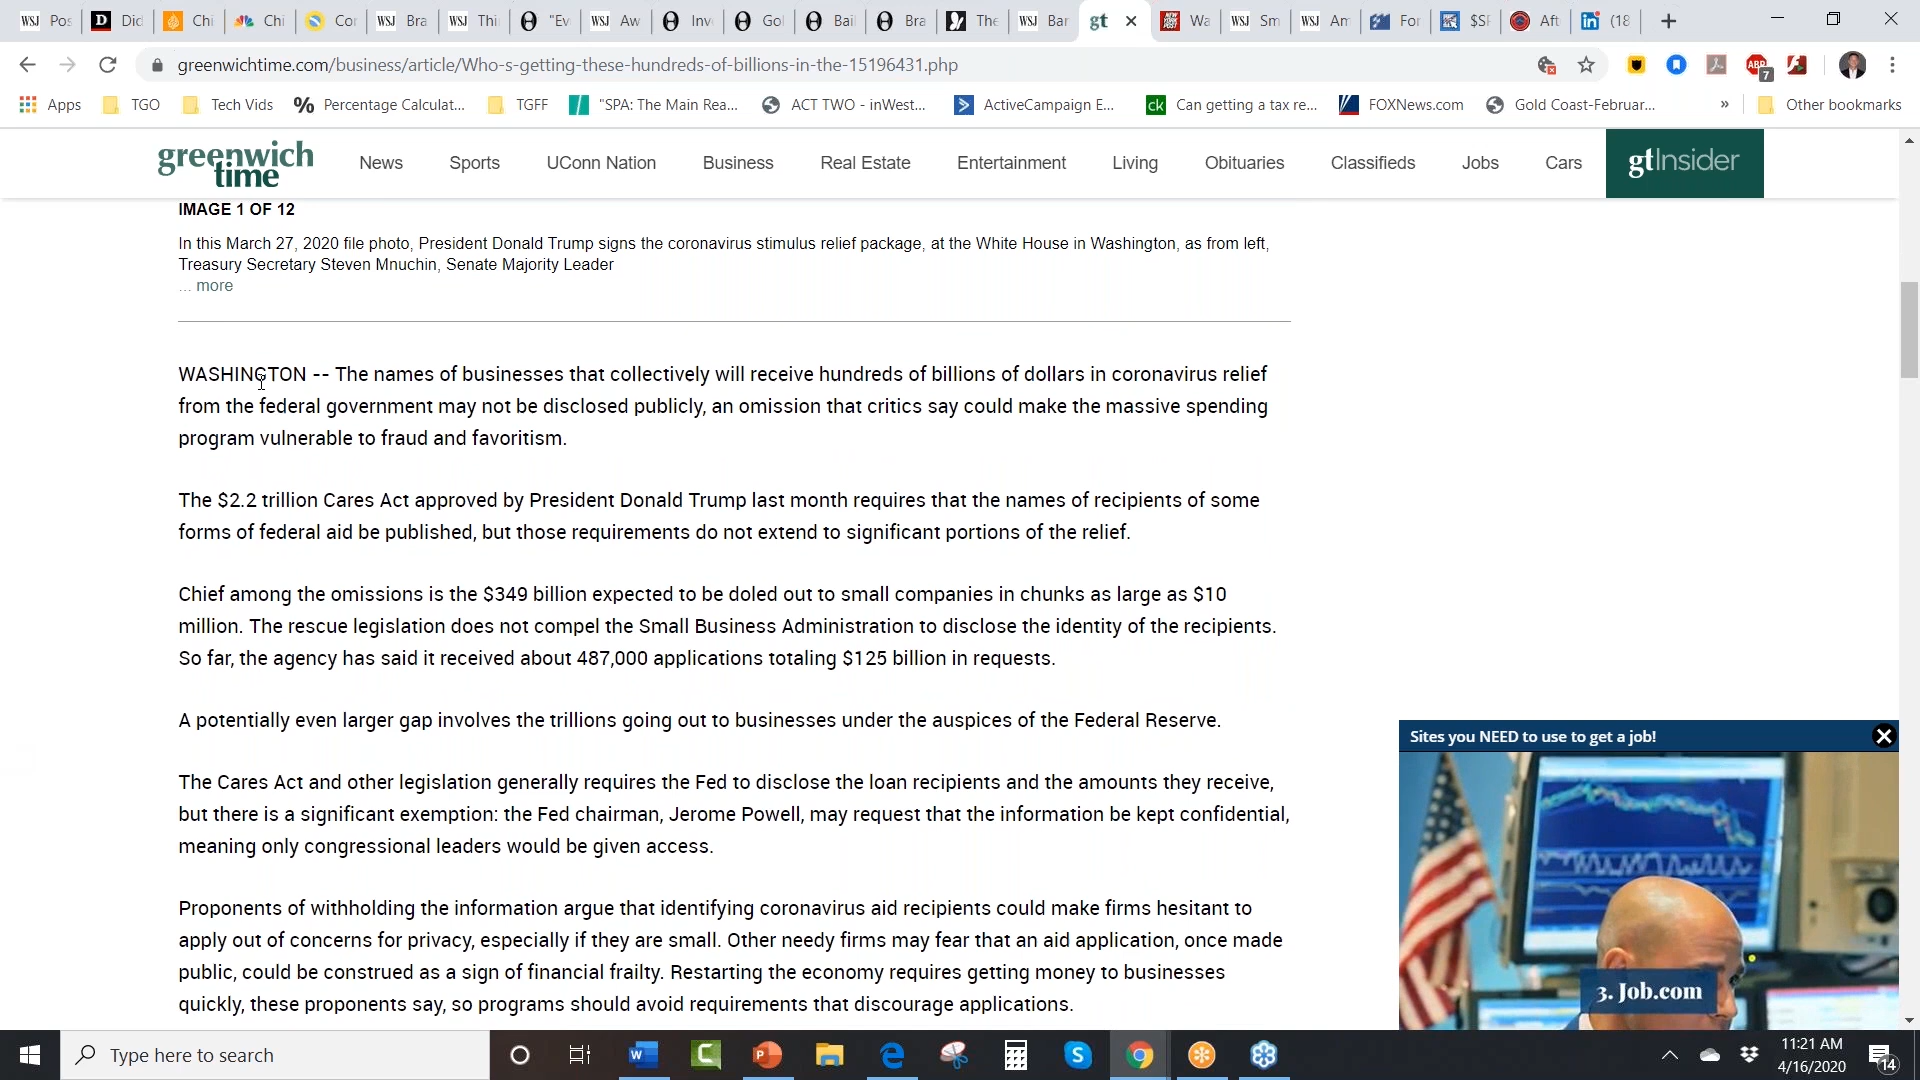 Pos
Did
Chi
Chi
Cor
WSJ Bra
WSJ Thi
"Ev
WSJ Aw
Inv
Gol
Bail
Bra
The
WSJ Bar
gt
Wa
WSJ Sm
WSJ Am
For
$SF
Aft
in (18
greenwichtime.com/business/article/Who-s-getting-these-hundreds-of-billions-in-the-15196431.php
ABP 7
Apps TGO Tech Vids % Percentage Calculat... TGFF "SPA: The Main Rea... ACT TWO - inWest... ActiveCampaign E... ck Can getting a tax re... FOXNews.com Gold Coast-Februar... » Other bookmarks
greenwich
time
News Sports UConn Nation Business Real Estate Entertainment Living Obituaries Classifieds Jobs Cars gtInsider
IMAGE 1 OF 12
In this March 27, 2020 file photo, President Donald Trump signs the coronavirus stimulus relief package, at the White House in Washington, as from left,
Treasury Secretary Steven Mnuchin, Senate Majority Leader
... more
WASHINGTON -- The names of businesses that collectively will receive hundreds of billions of dollars in coronavirus relief
from the federal government may not be disclosed publicly, an omission that critics say could make the massive spending
program vulnerable to fraud and favoritism.
The $2.2 trillion Cares Act approved by President Donald Trump last month requires that the names of recipients of some
forms of federal aid be published, but those requirements do not extend to significant portions of the relief.
Chief among the omissions is the $349 billion expected to be doled out to small companies in chunks as large as $10
million. The rescue legislation does not compel the Small Business Administration to disclose the identity of the recipients.
So far, the agency has said it received about 487,000 applications totaling $125 billion in requests.
A potentially even larger gap involves the trillions going out to businesses under the auspices of the Federal Reserve.
The Cares Act and other legislation generally requires the Fed to disclose the loan recipients and the amounts they receive,
but there is a significant exemption: the Fed chairman, Jerome Powell, may request that the information be kept confidential,
meaning only congressional leaders would be given access.
Proponents of withholding the information argue that identifying coronavirus aid recipients could make firms hesitant to
apply out of concerns for privacy, especially if they are small. Other needy firms may fear that an aid application, once made
public, could be construed as a sign of financial frailty. Restarting the economy requires getting money to businesses
quickly, these proponents say, so programs should avoid requirements that discourage applications.
Sites you NEED to use to get a job!
3. Job.com
Type here to search
11:21 AM
4/16/2020
14